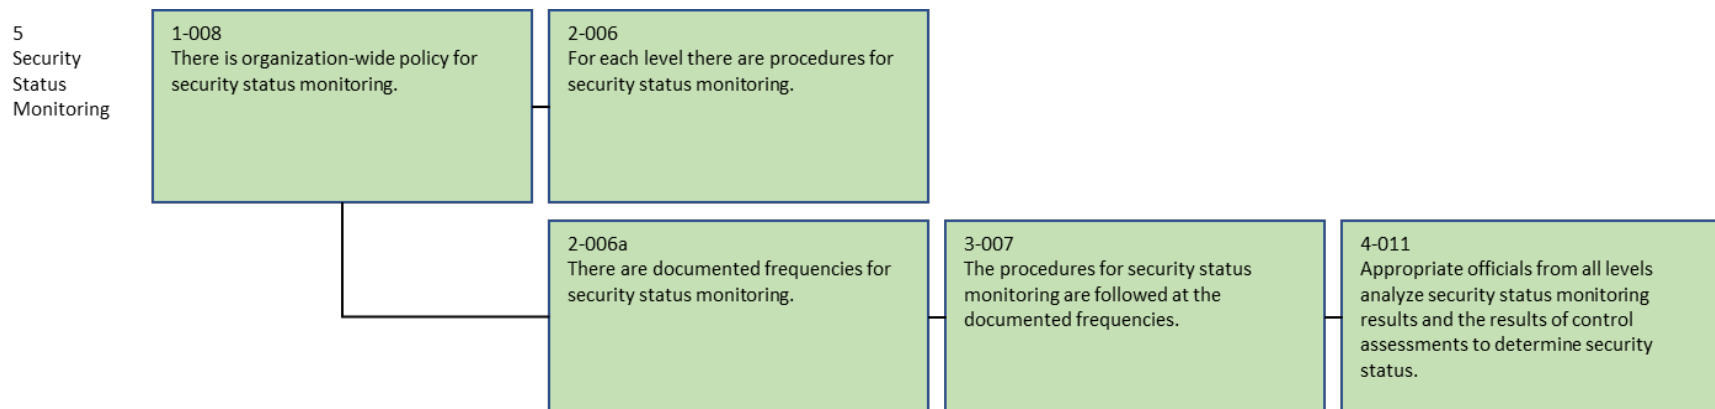 5
Security
Status
Monitoring
1-008
There is organization-wide policy for
security status monitoring.
2-006
For each level there are procedures for
security status monitoring.
2-006a
There are documented frequencies for
security status monitoring.
3-007
The procedures for security status
monitoring are followed at the
documented frequencies.
4-011
Appropriate officials from all levels
analyze security status monitoring
results and the results of control
assessments to determine security
status.